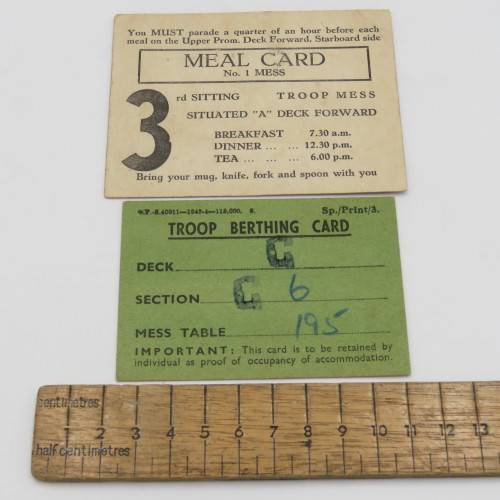 You MUST parade a quarter of an hour before each
meal on the Upper Prom. Deck Forward, Starboard side
MEAL CARD
No. 1 MESS
3rd SITTING TROOP MESS
SITUATED "A" DECK FORWARD
BREAKFAST 7.30 a.m.
DINNER ... ... 12.30 p.m.
TEA ... ... ... 6.00 p.m.
Bring your mug, knife, fork and spoon with you
Sp./Print/3.
TROOP BERTHING CARD
DECK C
SECTION C 6
MESS TABLE 195
IMPORTANT: This card is to be retained by
individual as proof of occupancy of accommodation.
centimetres
1 2 3 4 5 6 7 8 9 10 11 12 13
half centimetres